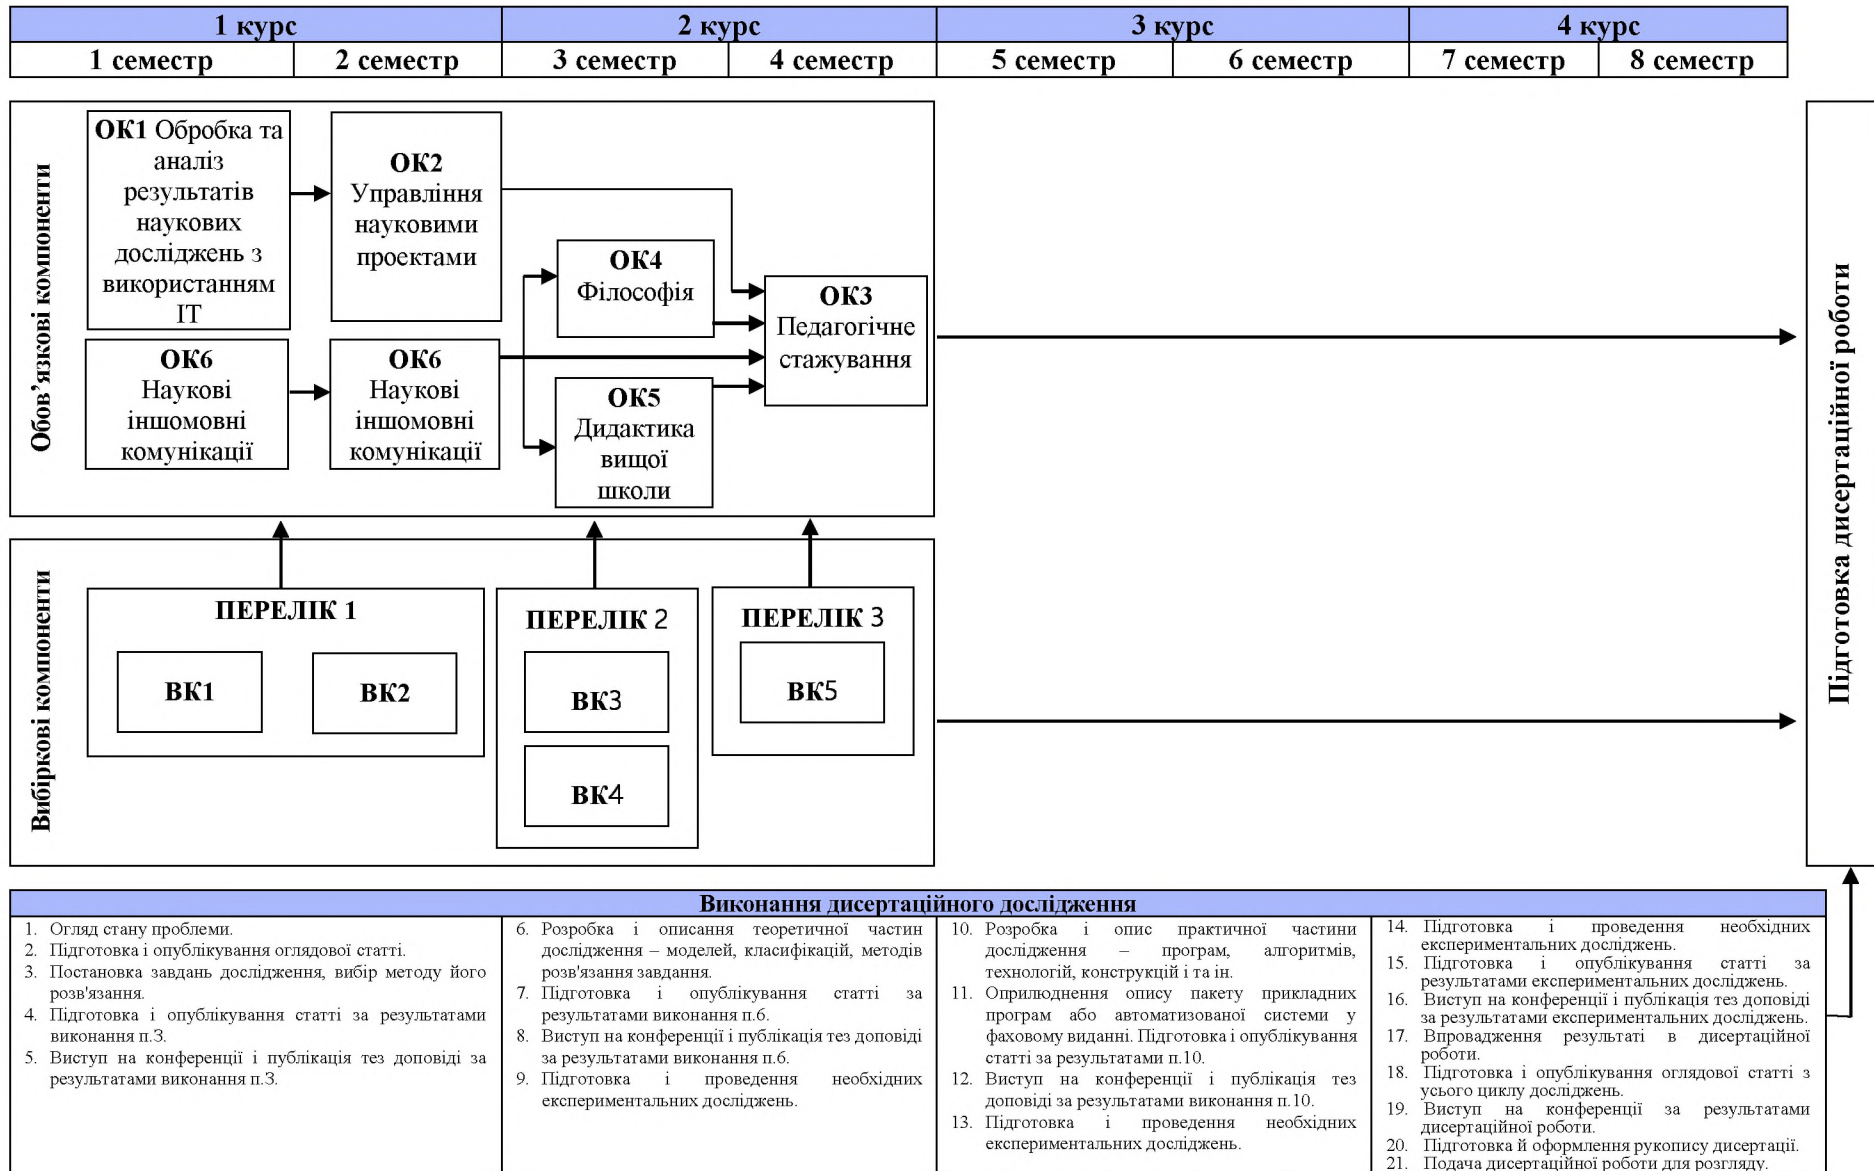 1 курс
2 курс
3 курс
4 курс
1 семестр
2 семестр
3 семестр
4 семестр
5 семестр
6 семестр
7 семестр
8 семестр
Обов’язкові компоненти
ОК1 Обробка та
аналіз
результатів
наукових
досліджень з
використанням
ІТ
ОК2
Управління
науковими
проектами
ОК4
Філософія
ОК3
Педагогічне
стажування
ОК6
Наукові
іншомовні
комунікації
ОК6
Наукові
іншомовні
комунікації
ОК5
Дидактика
вищої
школи
Підготовка дисертаційної роботи
Вибіркові компоненти
ПЕРЕЛІК 1
ВК1
ВК2
ПЕРЕЛІК 2
ВК3
ВК4
ПЕРЕЛІК 3
ВК5
Виконання дисертаційного дослідження
1. Огляд стану проблеми.
2. Підготовка і опублікування оглядової статті.
3. Постановка завдань дослідження, вибір методу його
розв'язання.
4. Підготовка і опублікування статті за результатами
виконання п.3.
5. Виступ на конференції і публікація тез доповіді за
результатами виконання п.3.
6. Розробка і описання теоретичної частин
дослідження – моделей, класифікацій, методів
розв'язання завдання.
7. Підготовка і опублікування статті за
результатами виконання п.6.
8. Виступ на конференції і публікація тез доповіді
за результатами виконання п.6.
9. Підготовка і проведення необхідних
експериментальних досліджень.
10. Розробка і опис практичної частини
дослідження – програм, алгоритмів,
технологій, конструкцій і та ін.
11. Оприлюднення опису пакету прикладних
програм або автоматизованої системи у
фаховому виданні. Підготовка і опублікування
статті за результатами п.10.
12. Виступ на конференції і публікація тез
доповіді за результатами виконання п.10.
13. Підготовка і проведення необхідних
експериментальних досліджень.
14. Підготовка і проведення необхідних
експериментальних досліджень.
15. Підготовка і опублікування статті за
результатами експериментальних досліджень.
16. Виступ на конференції і публікація тез доповіді
за результатами експериментальних досліджень.
17. Впровадження результаті в дисертаційної
роботи.
18. Підготовка і опублікування оглядової статті з
усього циклу досліджень.
19. Виступ на конференції за результатами
дисертаційної роботи.
20. Підготовка й оформлення рукопису дисертації.
21. Подача дисертаційної роботи для розгляду.